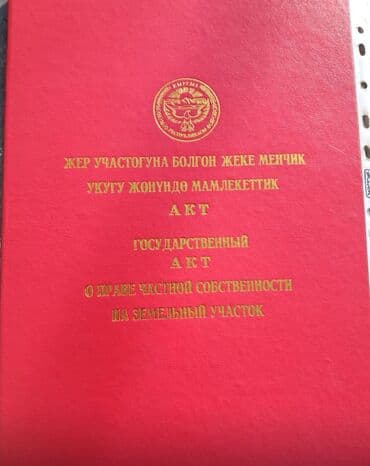 ЖЕР УЧАСТОГУНА БОЛГОН ЖЕКЕ МЕНЧИК
УКУГУ ЖӨНҮНДӨ МАМЛЕКЕТТИК
АКТ
ГОСУДАРСТВЕННЫЙ
АКТ
О ПРАВЕ ЧАСТНОЙ СОБСТВЕННОСТИ
НА ЗЕМЕЛЬНЫЙ УЧАСТОК